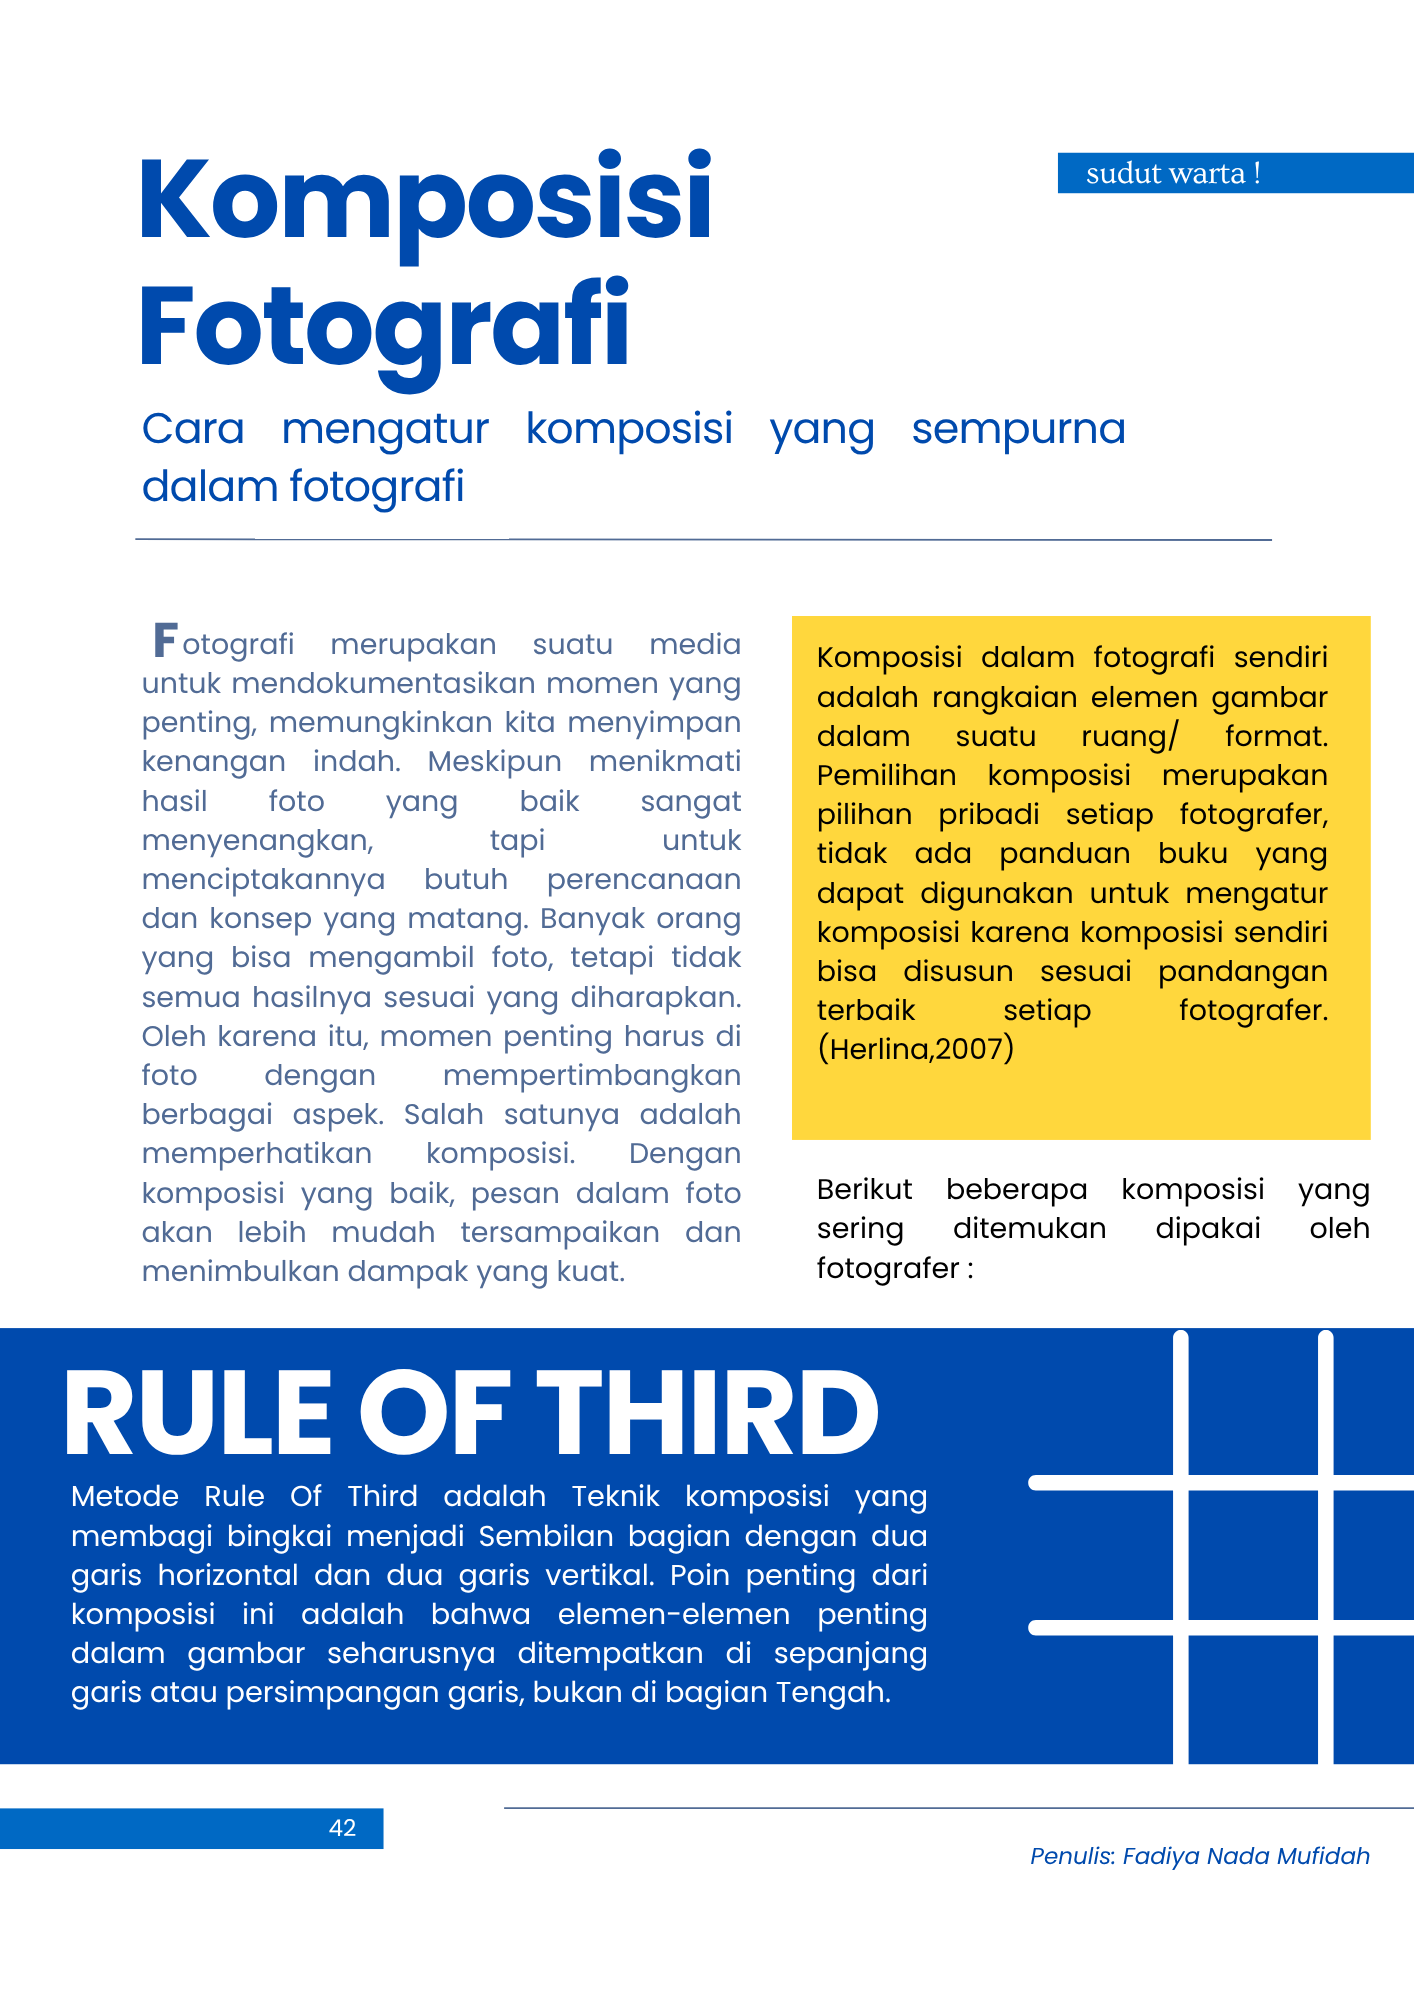 sudut warta !
Komposisi
Fotografi
Cara mengatur komposisi yang sempurna
dalam fotografi
Fotografi merupakan suatu media
untuk mendokumentasikan momen yang
penting, memungkinkan kita menyimpan
kenangan indah. Meskipun menikmati
hasil foto yang baik sangat
menyenangkan, tapi untuk
menciptakannya butuh perencanaan
dan konsep yang matang. Banyak orang
yang bisa mengambil foto, tetapi tidak
semua hasilnya sesuai yang diharapkan.
Oleh karena itu, momen penting harus di
foto dengan mempertimbangkan
berbagai aspek. Salah satunya adalah
memperhatikan komposisi. Dengan
komposisi yang baik, pesan dalam foto
akan lebih mudah tersampaikan dan
menimbulkan dampak yang kuat.
Komposisi dalam fotografi sendiri
adalah rangkaian elemen gambar
dalam suatu ruang/ format.
Pemilihan komposisi merupakan
pilihan pribadi setiap fotografer,
tidak ada panduan buku yang
dapat digunakan untuk mengatur
komposisi karena komposisi sendiri
bisa disusun sesuai pandangan
terbaik setiap fotografer.
(Herlina,2007)
Berikut beberapa komposisi yang
sering ditemukan dipakai oleh
fotografer :
RULE OF THIRD
Metode Rule Of Third adalah Teknik komposisi yang
membagi bingkai menjadi Sembilan bagian dengan dua
garis horizontal dan dua garis vertikal. Poin penting dari
komposisi ini adalah bahwa elemen-elemen penting
dalam gambar seharusnya ditempatkan di sepanjang
garis atau persimpangan garis, bukan di bagian Tengah.
42
Penulis: Fadiya Nada Mufidah